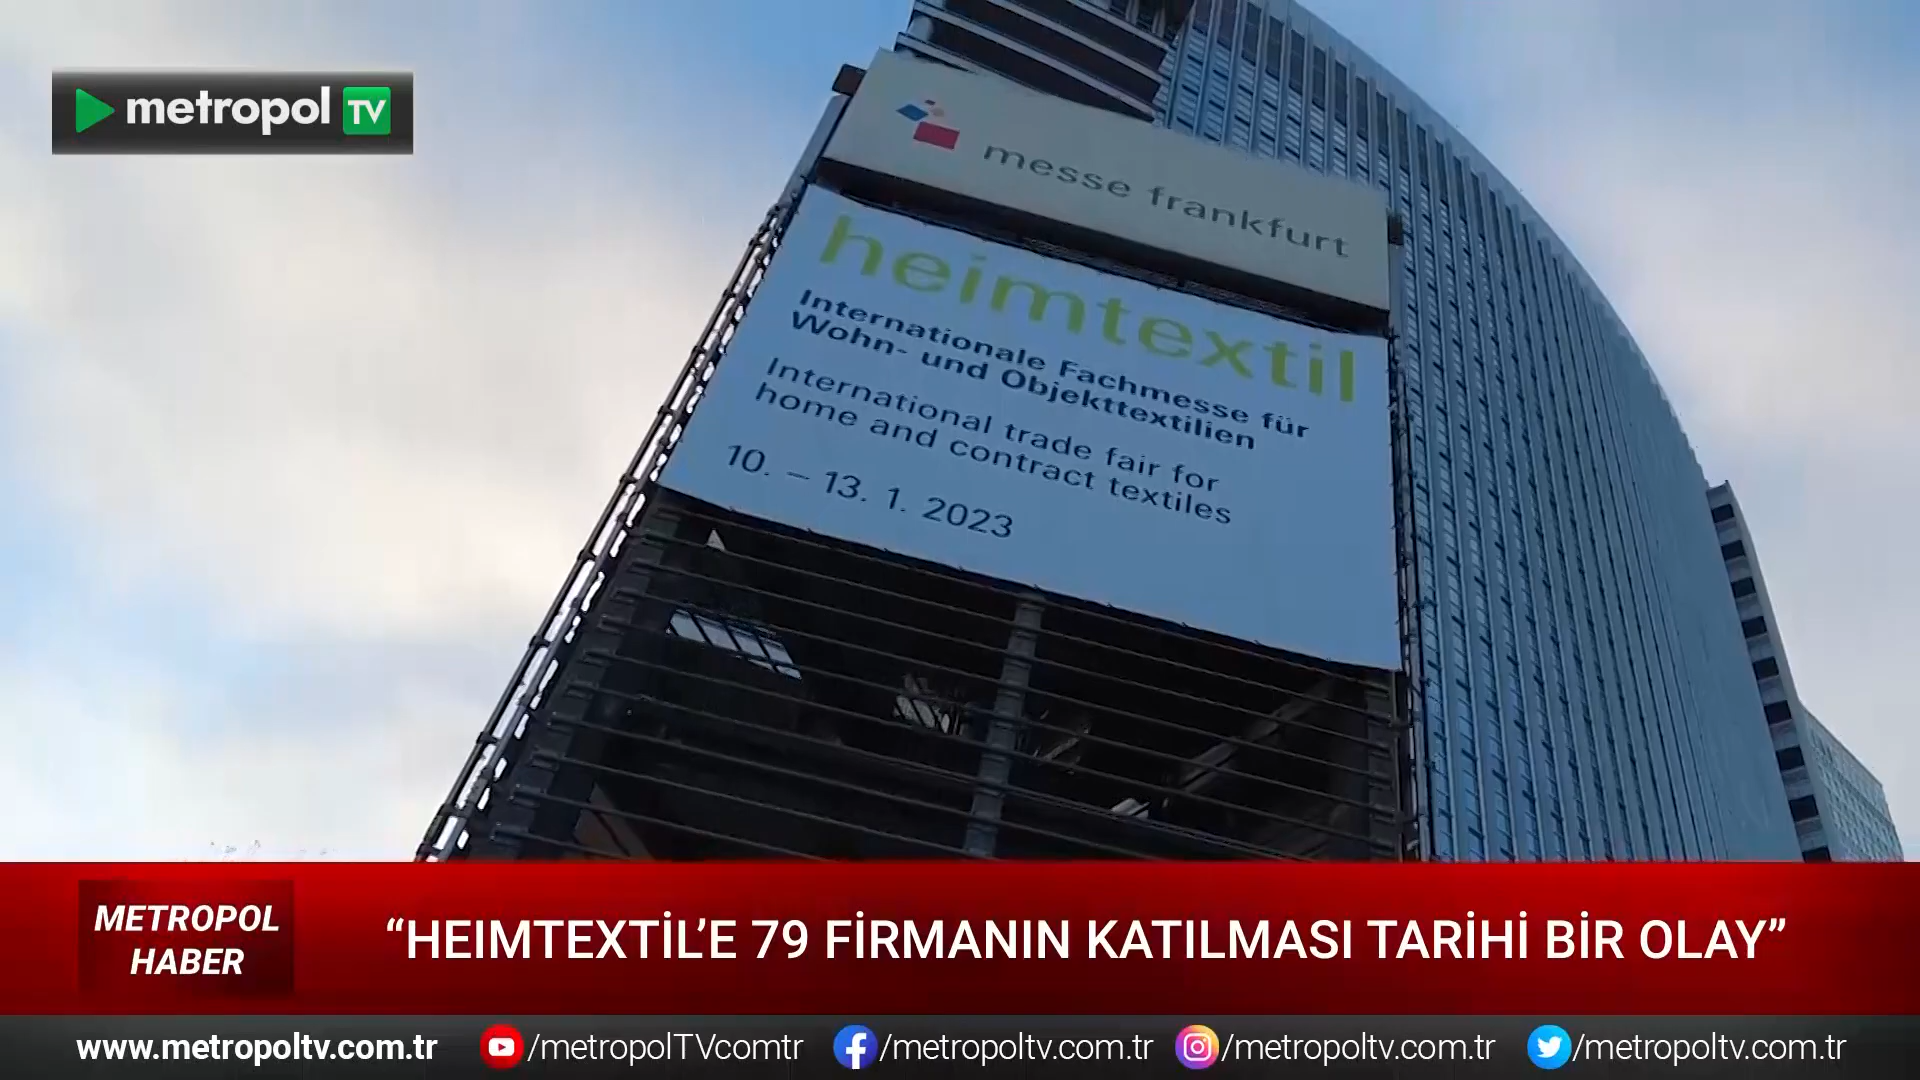 metropol TV
messe frankfurt
heimtextil
Internationale Fachmesse für
Wohn- und Objekttextilien
International trade fair for
home and contract textiles
10. – 13. 1. 2023
METROPOL
HABER
“HEIMTEXTİL’E 79 FİRMANIN KATILMASI TARİHİ BİR OLAY”
www.metropoltv.com.tr
/metropolTVcomtr
/metropoltv.com.tr
/metropoltv.com.tr
/metropoltv.com.tr